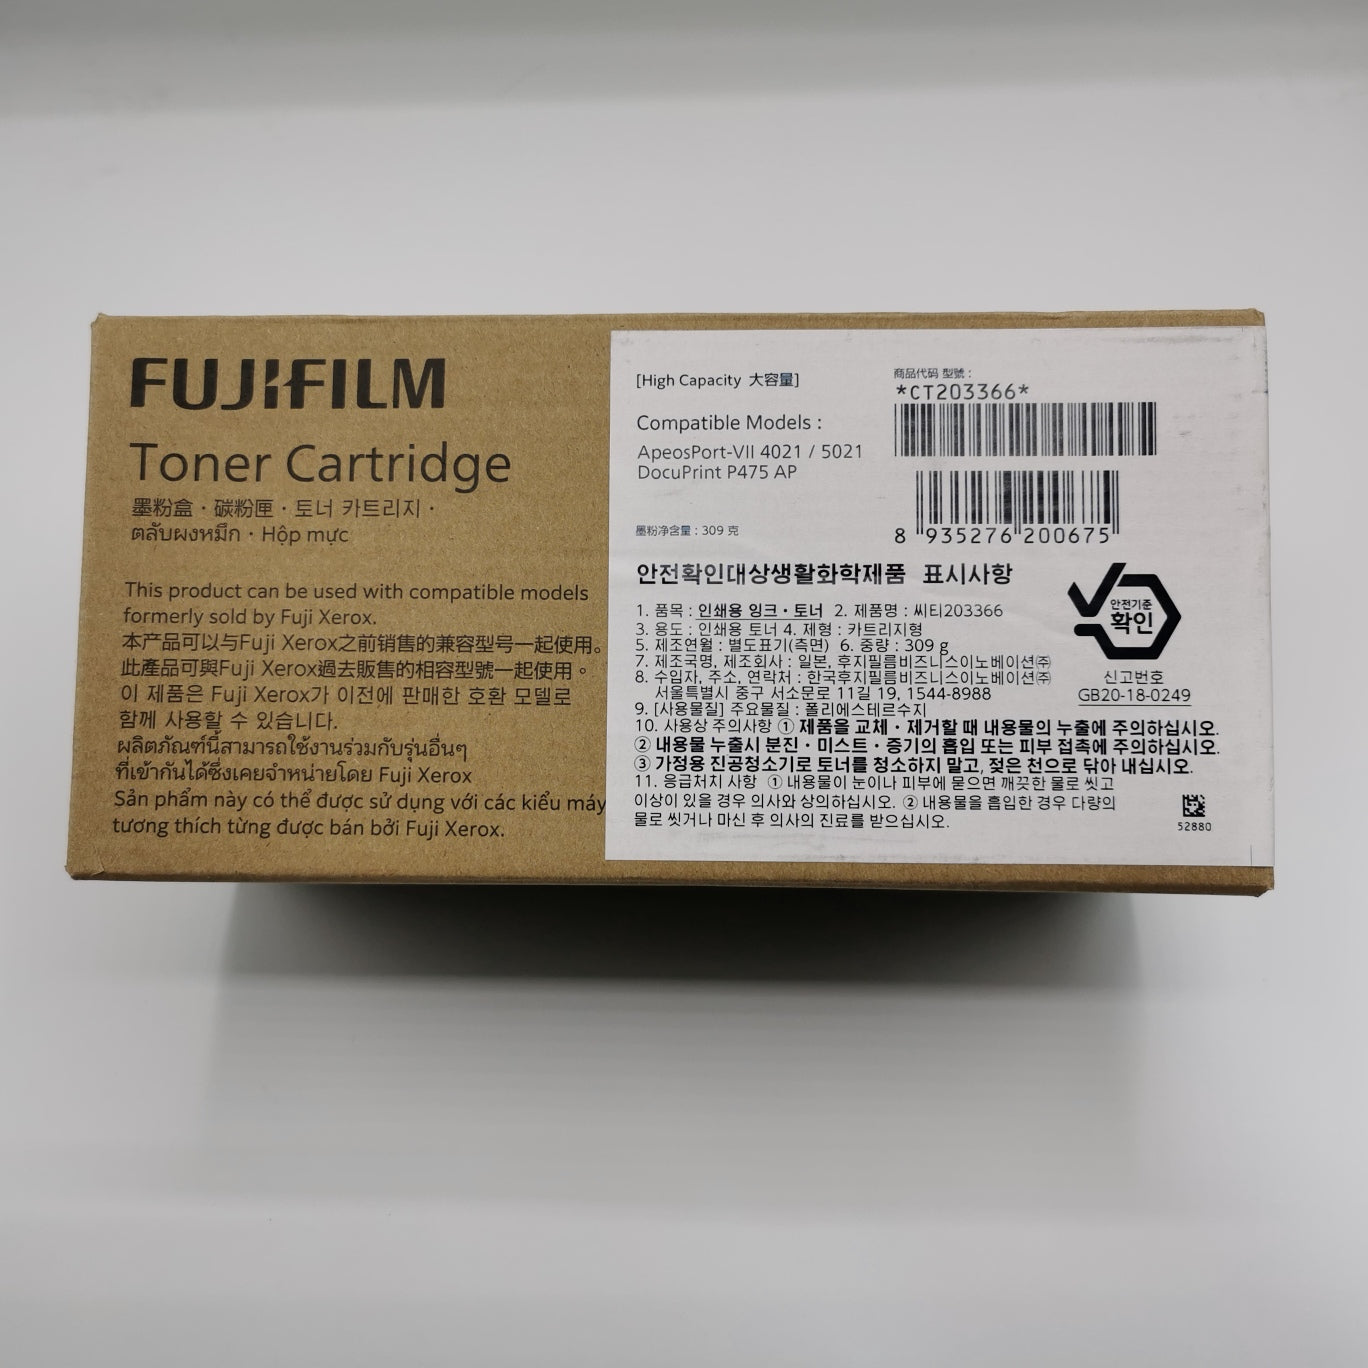 FUJIFILM
Toner Cartridge
墨粉盒・碳粉匣・토너 카트리지・
ตลับผงหมึก・Hộp mực
This product can be used with compatible models
formerly sold by Fuji Xerox.
本产品可以与Fuji Xerox之前销售的兼容型号一起使用。
此產品可與Fuji Xerox過去販售的相容型號一起使用。
이 제품은 Fuji Xerox가 이전에 판매한 호환 모델로
함께 사용할 수 있습니다.
ผลิตภัณฑ์นี้สามารถใช้งานร่วมกับรุ่นอื่นๆ
ที่เข้ากันได้ซึ่งเคยจำหน่ายโดย Fuji Xerox
Sản phẩm này có thể được sử dụng với các kiểu máy
tương thích từng được bán bởi Fuji Xerox.
[High Capacity 大容量]
Compatible Models :
ApeosPort-VII 4021 / 5021
DocuPrint P475 AP
墨粉净含量 : 309 克
商品代码 型號 :
*CT203366*
8 935276 200675
안전확인대상생활화학제품 표시사항
1. 품목 : 인쇄용 잉크・토너 2. 제품명 : 씨티203366
3. 용도 : 인쇄용 토너 4. 제형 : 카트리지형
5. 제조연월 : 별도표기(측면) 6. 중량 : 309 g
7. 제조국명, 제조회사 : 일본, 후지필름비즈니스이노베이션㈜
8. 수입자, 주소, 연락처 : 한국후지필름비즈니스이노베이션㈜
서울특별시 중구 서소문로 11길 19, 1544-8988
9. [사용물질] 주요물질 : 폴리에스테르수지
10. 사용상 주의사항 ① 제품을 교체・제거할 때 내용물의 누출에 주의하십시오.
② 내용물 누출시 분진・미스트・증기의 흡입 또는 피부 접촉에 주의하십시오.
③ 가정용 진공청소기로 토너를 청소하지 말고, 젖은 천으로 닦아 내십시오.
11. 응급처치 사항 ① 내용물이 눈이나 피부에 묻으면 깨끗한 물로 씻고
이상이 있을 경우 의사와 상의하십시오. ② 내용물을 흡입한 경우 다량의
물로 씻거나 마신 후 의사의 진료를 받으십시오.
안전기준
확인
신고번호
GB20-18-0249
52880